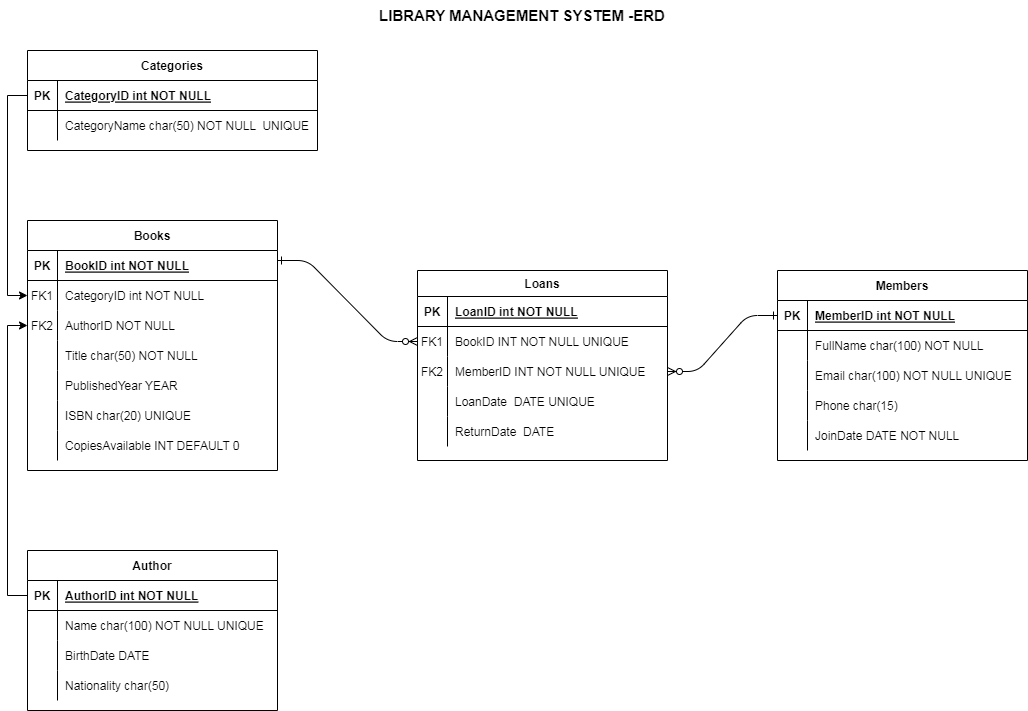 LIBRARY MANAGEMENT SYSTEM -ERD
Categories
PK CategoryID int NOT NULL
CategoryName char(50) NOT NULL  UNIQUE
Books
PK BookID int NOT NULL
FK1 CategoryID int NOT NULL
FK2 AuthorID NOT NULL
Title char(50) NOT NULL
PublishedYear YEAR
ISBN char(20) UNIQUE
CopiesAvailable INT DEFAULT 0
Loans
PK LoanID int NOT NULL
FK1 BookID INT NOT NULL UNIQUE
FK2 MemberID INT NOT NULL UNIQUE
LoanDate  DATE UNIQUE
ReturnDate  DATE
Members
PK MemberID int NOT NULL
FullName char(100) NOT NULL
Email char(100) NOT NULL UNIQUE
Phone char(15)
JoinDate DATE NOT NULL
Author
PK AuthorID int NOT NULL
Name char(100) NOT NULL UNIQUE
BirthDate DATE
Nationality char(50)